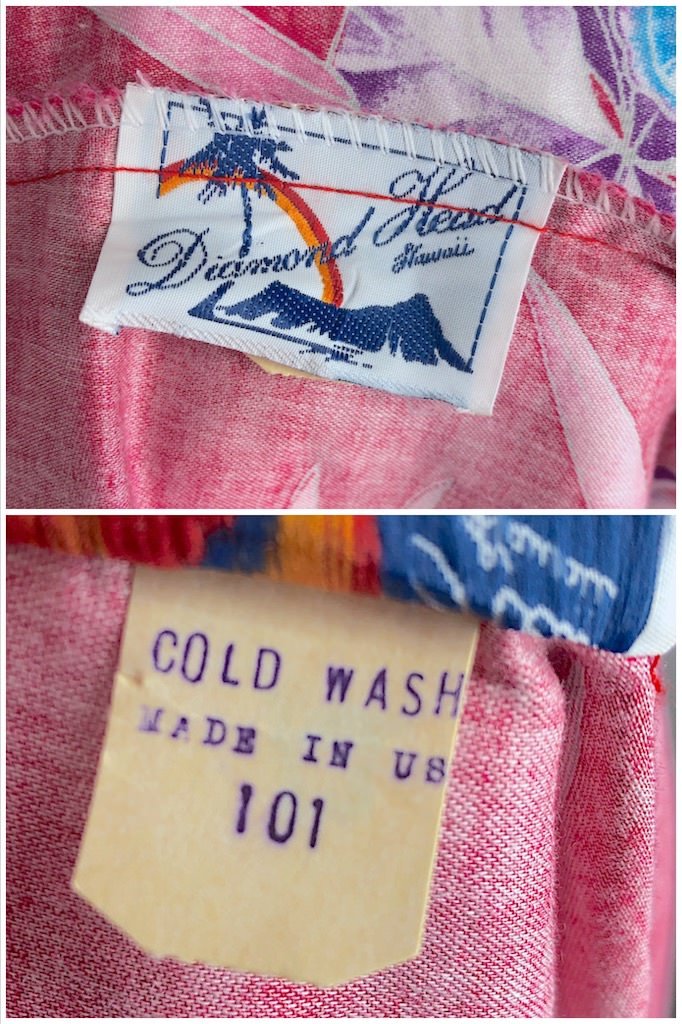 Diamond Head
Hawaii
COLD WASH
MADE IN US
101